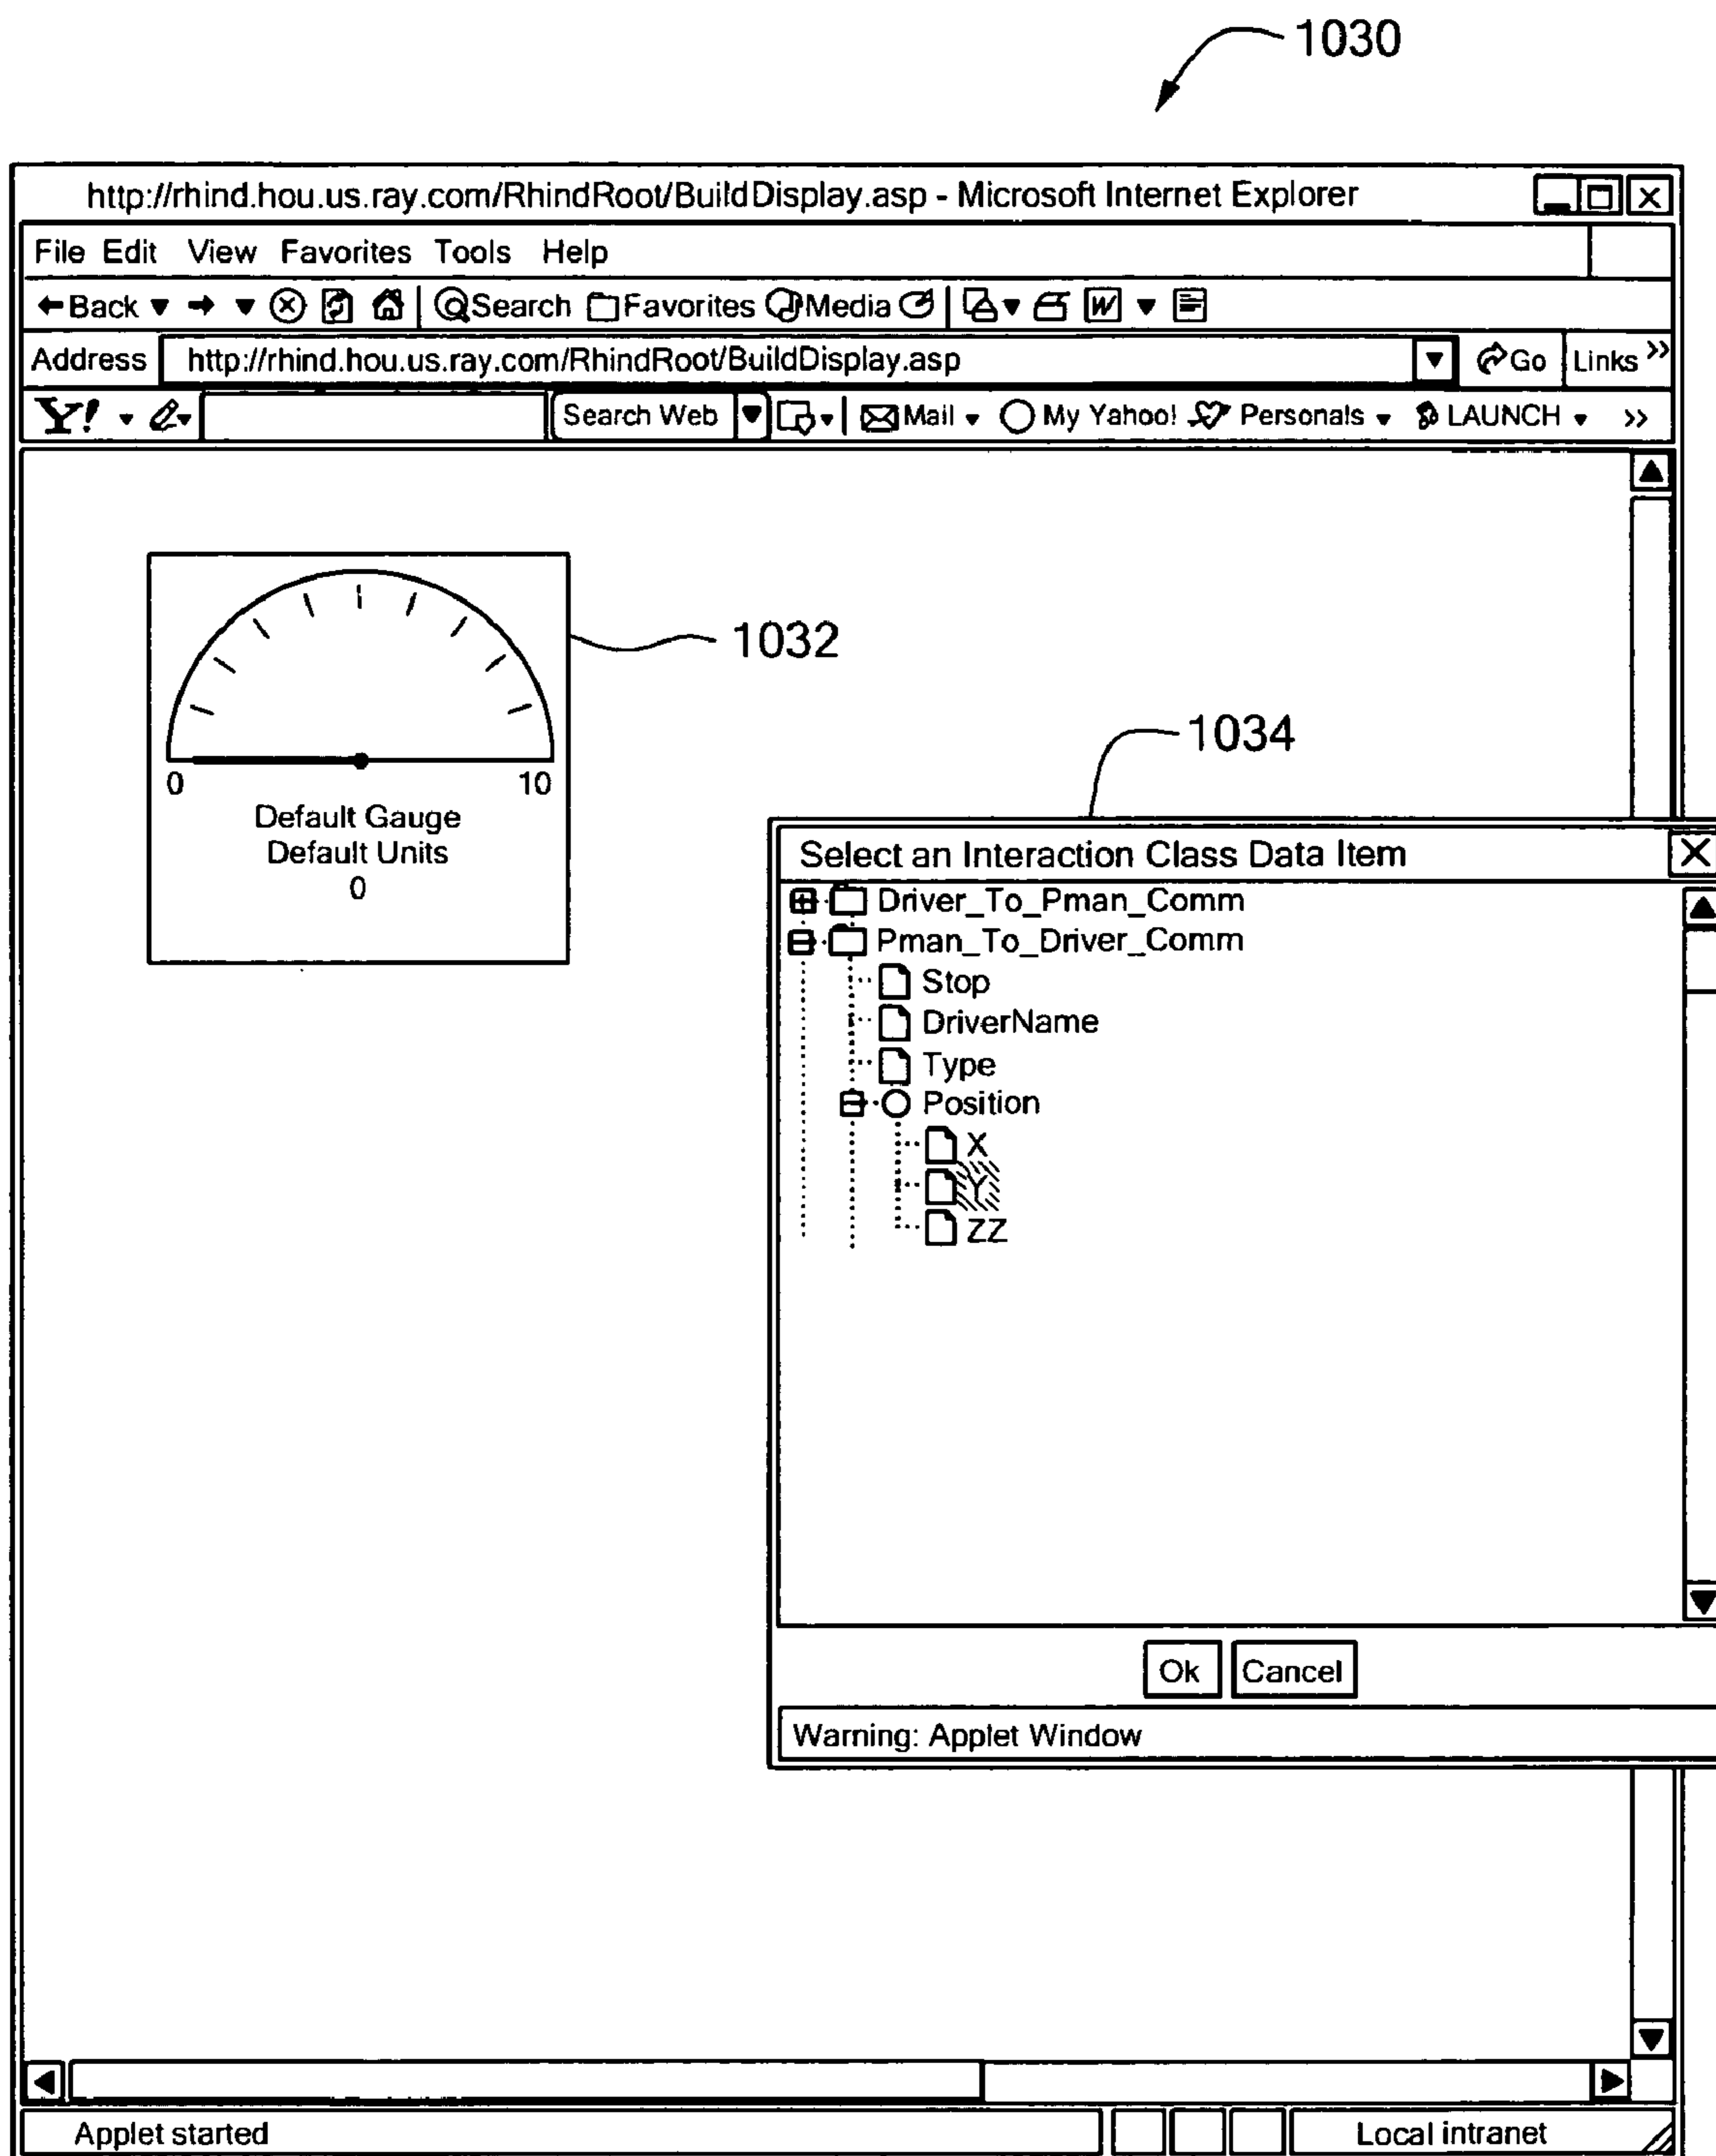 1030
http://rhind.hou.us.ray.com/RhindRoot/BuildDisplay.asp - Microsoft Internet Explorer
File Edit View Favorites Tools Help
Back Search Favorites Media W
Address http://rhind.hou.us.ray.com/RhindRoot/BuildDisplay.asp Go Links >>
Y! Search Web Mail My Yahoo! Personals LAUNCH >>
1032
0 10
Default Gauge
Default Units
0
1034
Select an Interaction Class Data Item
Driver_To_Pman_Comm
Pman_To_Driver_Comm
Stop
DriverName
Type
Position
X
Y
ZZ
Ok Cancel
Warning: Applet Window
Applet started Local intranet